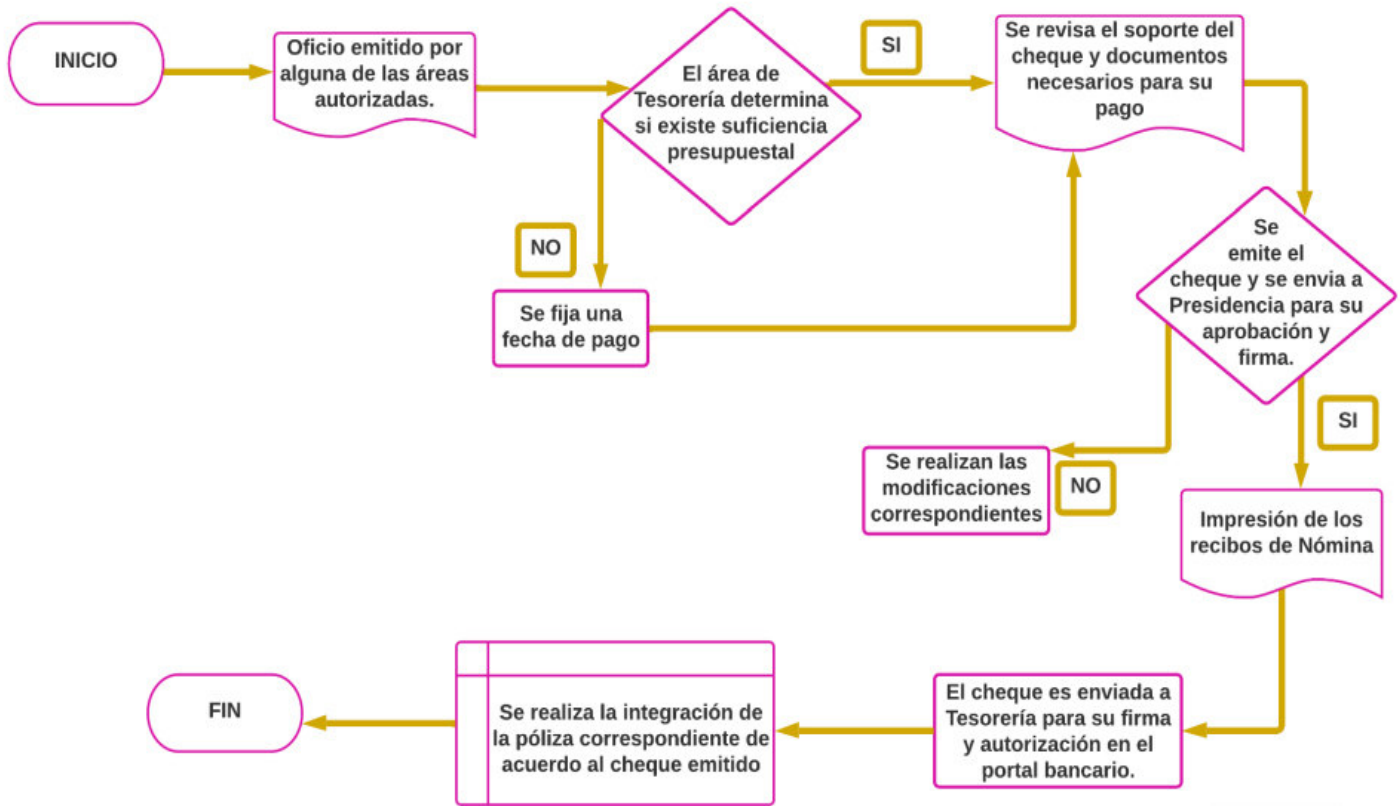 INICIO
Oficio emitido por
alguna de las áreas
autorizadas.
El área de
Tesorería determina
si existe suficiencia
presupuestal
SI
Se revisa el soporte del
cheque y documentos
necesarios para su
pago
NO
Se fija una
fecha de pago
Se
emite el
cheque y se envia a
Presidencia para su
aprobación y
firma.
SI
NO
Se realizan las
modificaciones
correspondientes
Impresión de los
recibos de Nómina
El cheque es enviada a
Tesorería para su firma
y autorización en el
portal bancario.
Se realiza la integración de
la póliza correspondiente de
acuerdo al cheque emitido
FIN